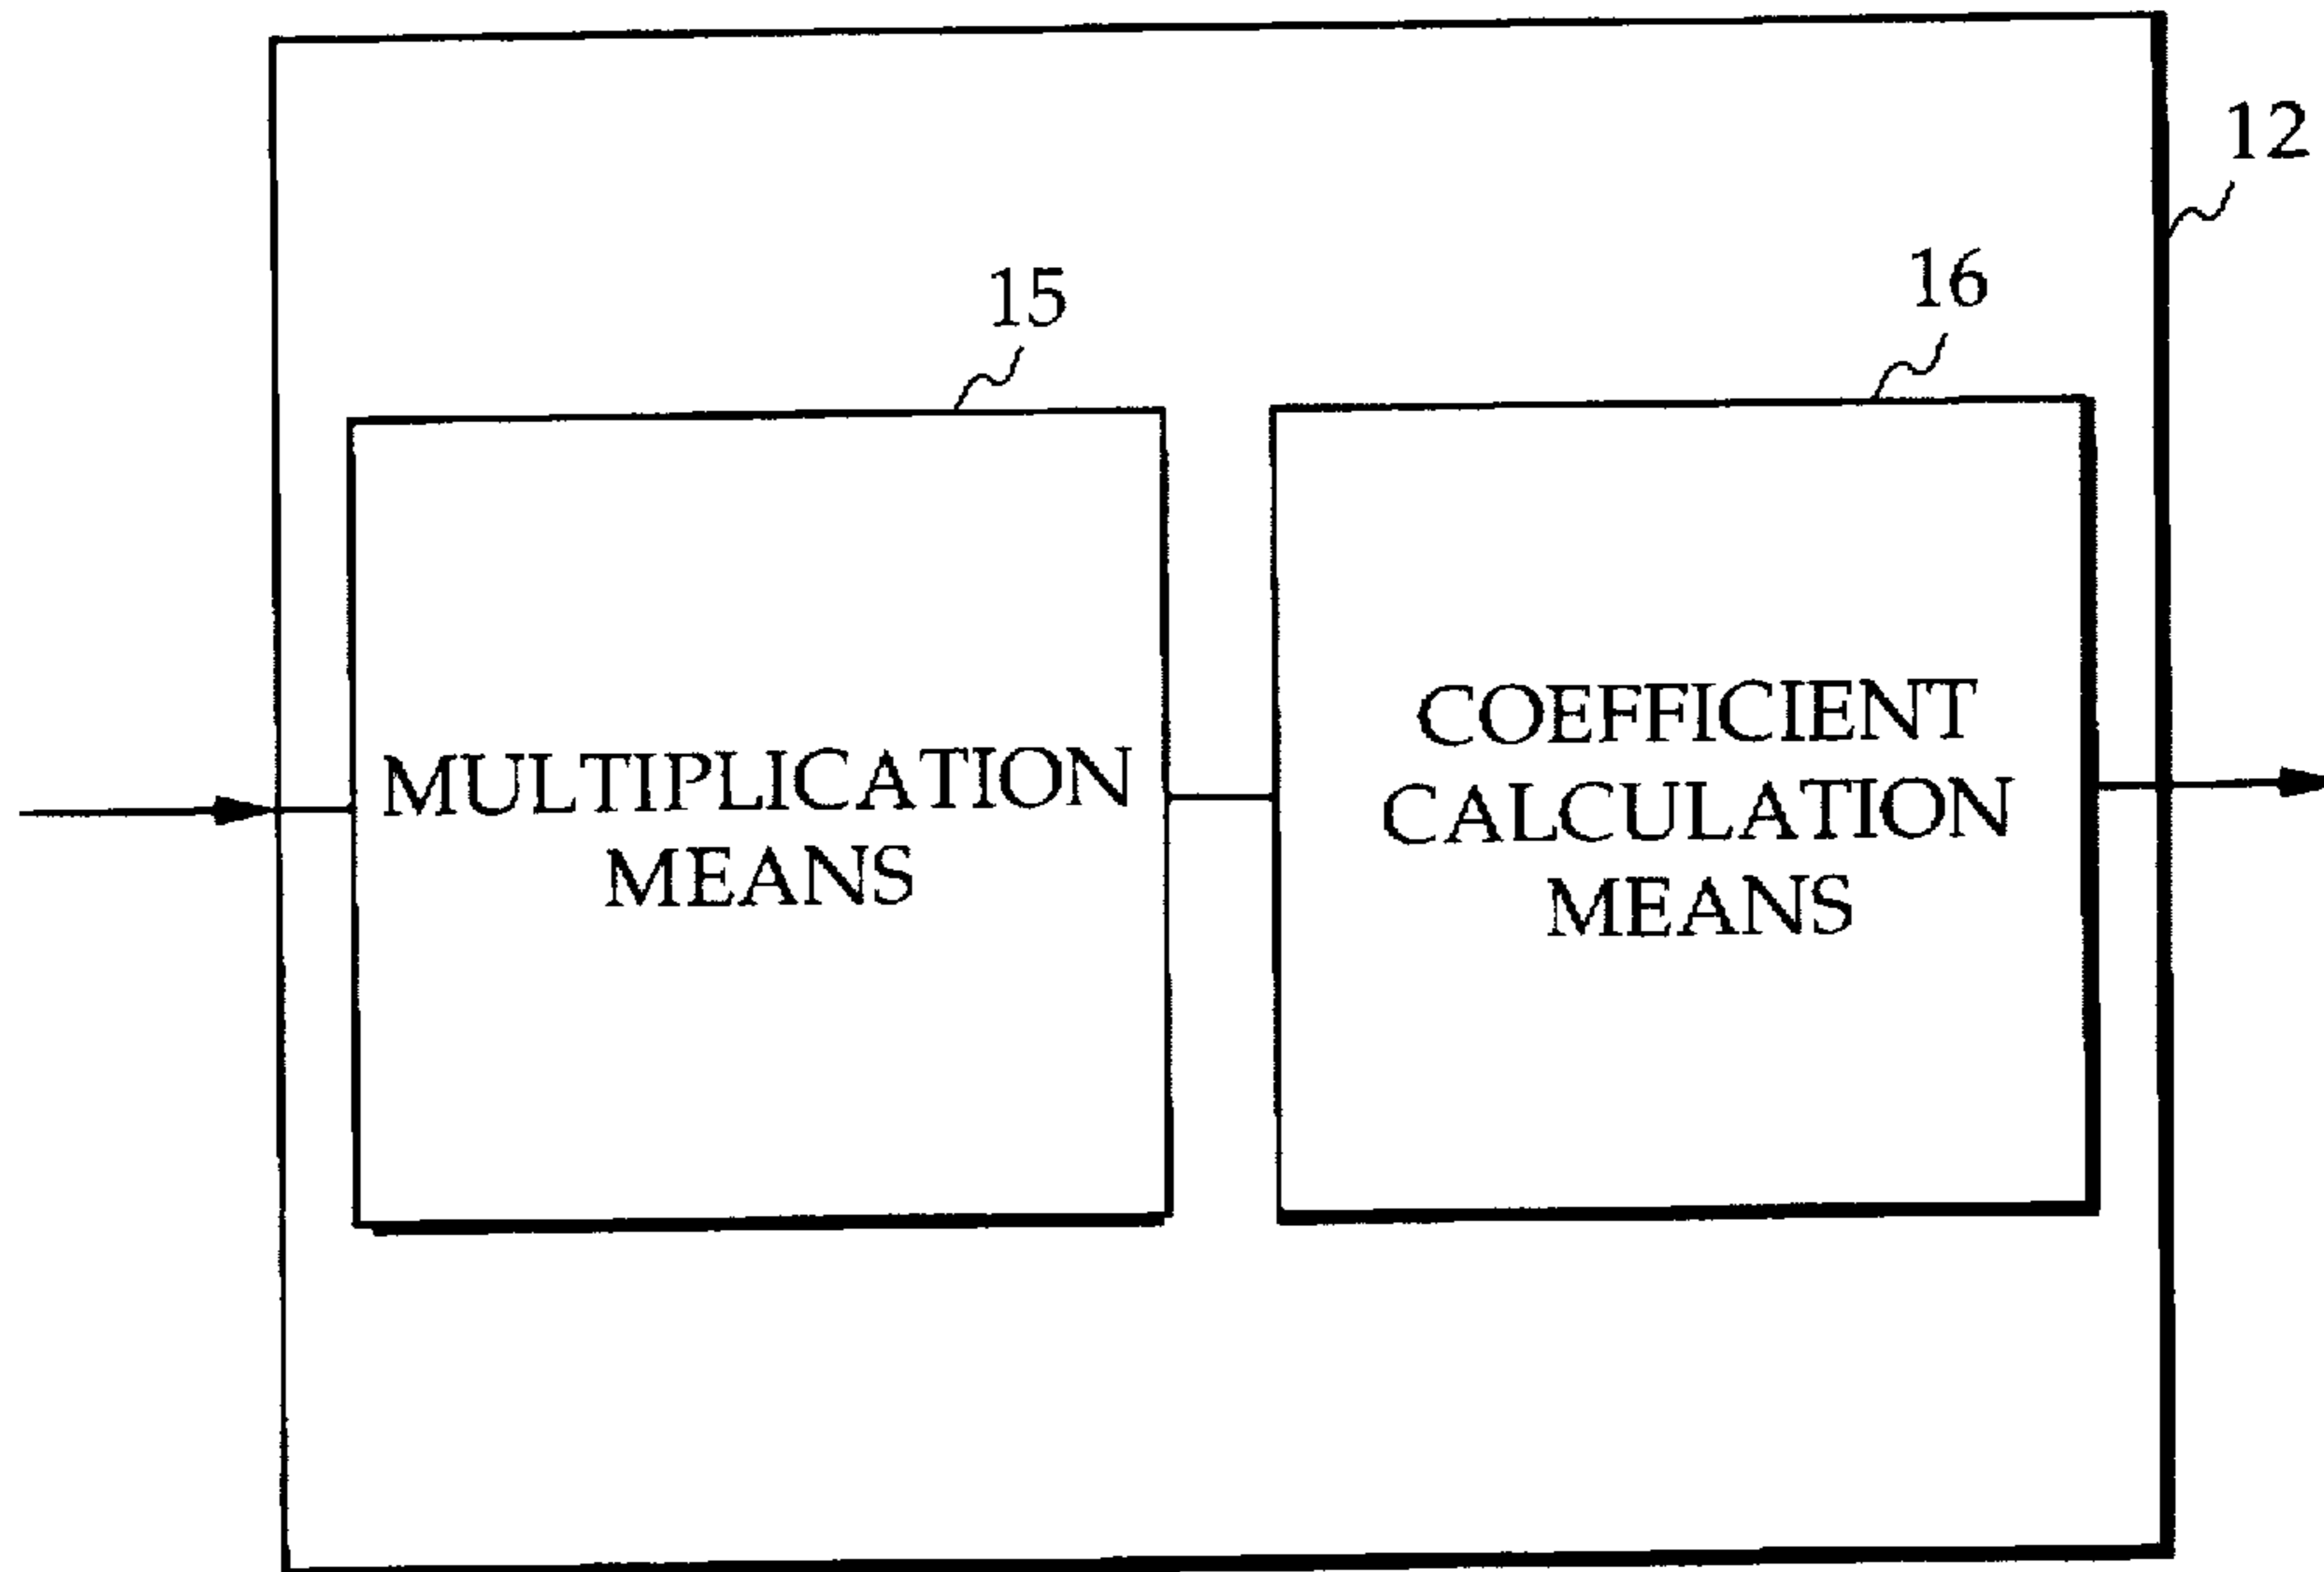 12
15
16
MULTIPLICATION
MEANS
COEFFICIENT
CALCULATION
MEANS